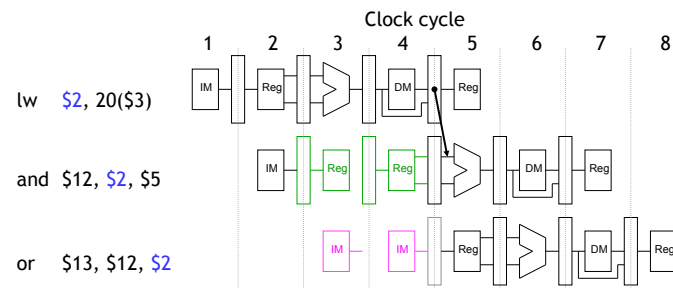 Clock cycle
1 2 3 4 5 6 7 8
lw $2, 20($3) IM Reg DM Reg
and $12, $2, $5 IM Reg Reg DM Reg
or $13, $12, $2 IM IM Reg DM Reg